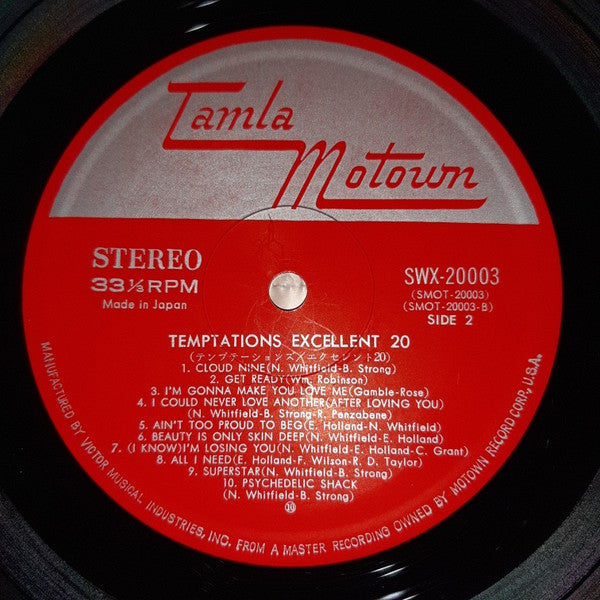 Tamla
Motown
STEREO
33⅓RPM
Made in Japan
SWX-20003
(SMOT-20003)
(SMOT-20003-B)
SIDE 2
TEMPTATIONS EXCELLENT 20
(テンプテーションズ/エクセレント20)
1. CLOUD NINE(N. Whitfield-B. Strong)
2. GET READY(Wm. Robinson)
3. I'M GONNA MAKE YOU LOVE ME(Gamble-Rose)
4. I COULD NEVER LOVE ANOTHER(AFTER LOVING YOU)
(N. Whitfield-B. Strong-R. Penzabene)
5. AIN'T TOO PROUD TO BEG(E. Holland-N. Whitfield)
6. BEAUTY IS ONLY SKIN DEEP(N. Whitfield-E. Holland)
7. (I KNOW)I'M LOSING YOU(N. Whitfield-E. Holland-C. Grant)
8. ALL I NEED(E. Holland-F. Wilson-R. D. Taylor)
9. SUPERSTAR(N. Whitfield-B. Strong)
10. PSYCHEDELIC SHACK
(N. Whitfield-B. Strong)
⑩
MANUFACTURED BY VICTOR MUSICAL INDUSTRIES, INC. FROM A MASTER RECORDING OWNED BY MOTOWN RECORD CORP., U.S.A.